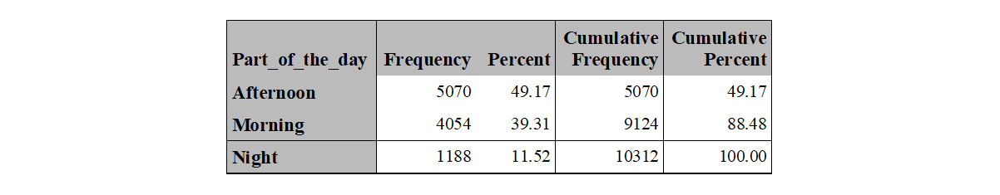 Part_of_the_day Frequency Percent Cumulative Frequency Cumulative Percent
Afternoon 5070 49.17 5070 49.17
Morning 4054 39.31 9124 88.48
Night 1188 11.52 10312 100.00